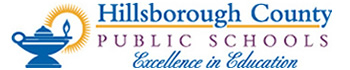 Hillsborough County
PUBLIC SCHOOLS
Excellence in Education